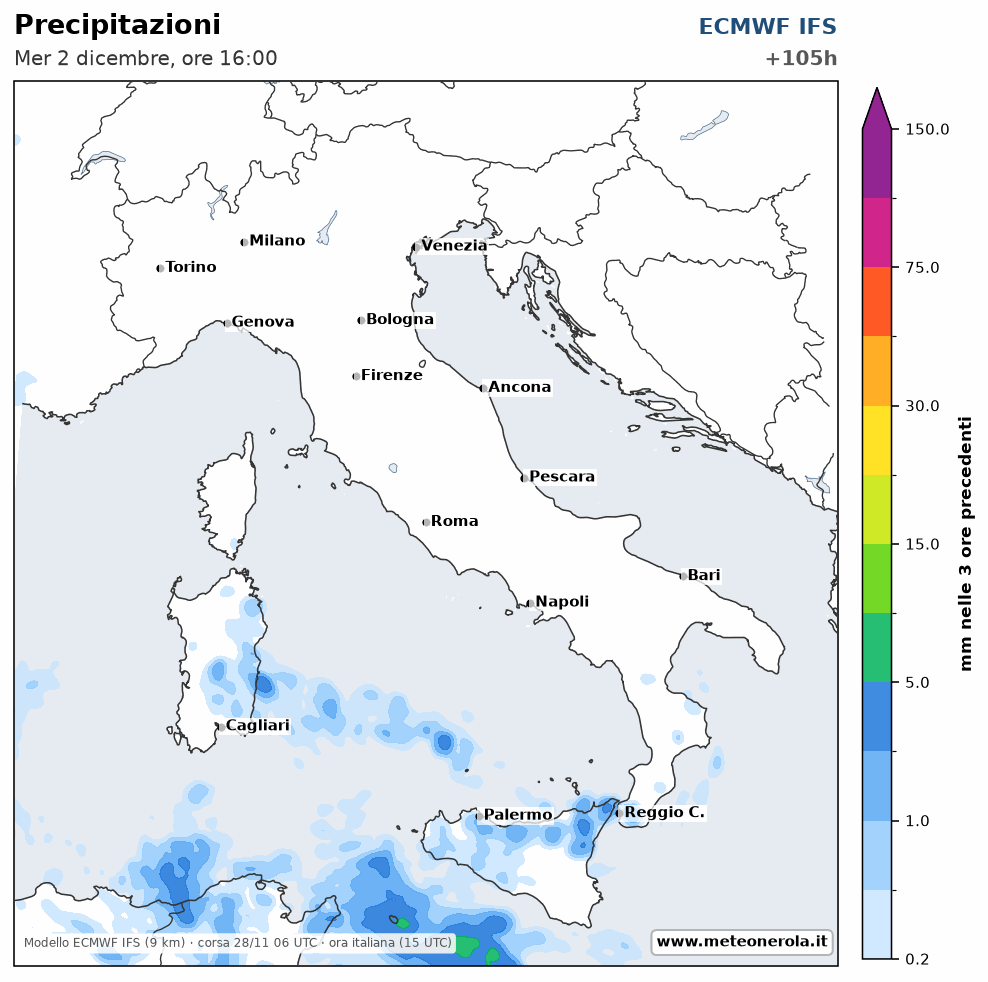 Precipitazioni
ECMWF IFS
Mer 2 dicembre, ore 16:00
+105h
150.0
75.0
30.0
15.0
5.0
1.0
0.2
mm nelle 3 ore precedenti
Milano
Venezia
Torino
Genova
Bologna
Firenze
Ancona
Pescara
Roma
Bari
Napoli
Cagliari
Palermo
Reggio C.
Modello ECMWF IFS (9 km) · corsa 28/11 06 UTC · ora italiana (15 UTC)
www.meteonerola.it